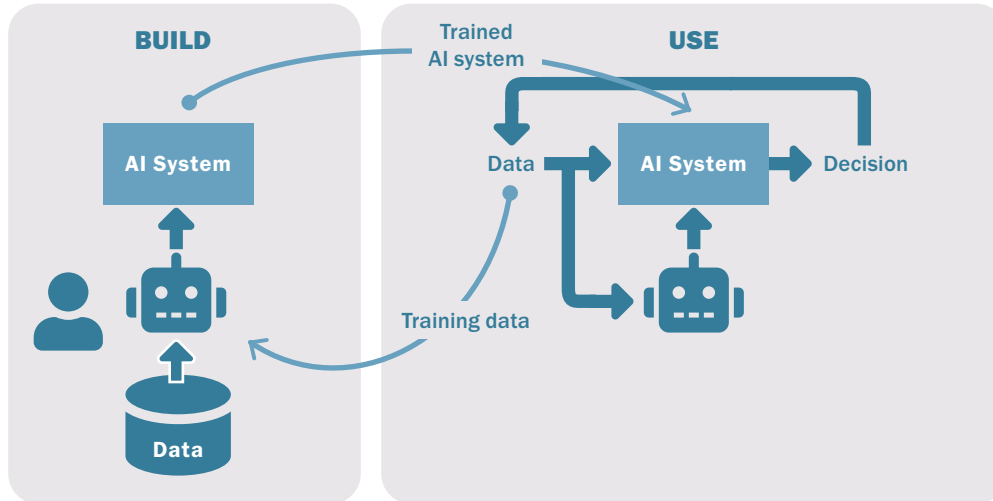 BUILD
USE
Trained
AI system
AI System
Data
AI System
Decision
Training data
Data